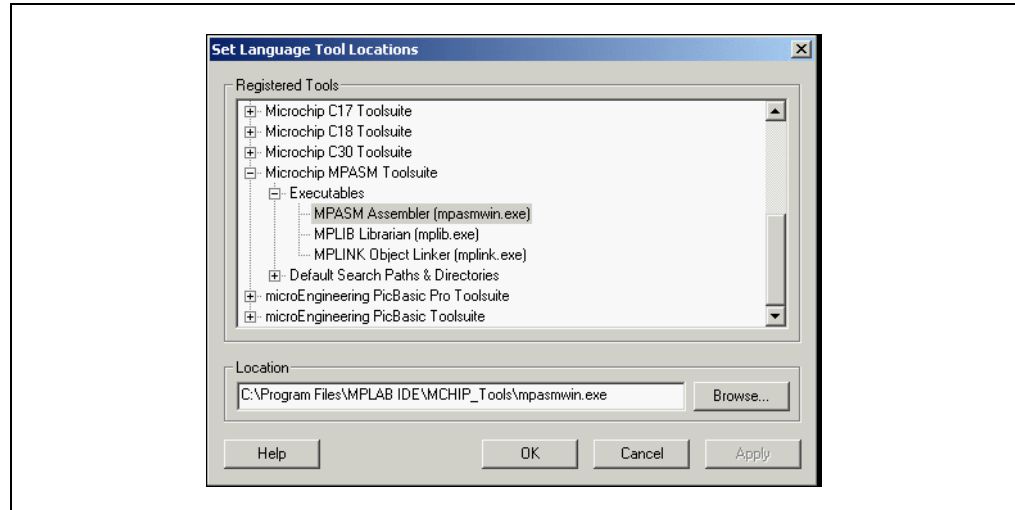 Set Language Tool Locations
Registered Tools
Microchip C17 Toolsuite
Microchip C18 Toolsuite
Microchip C30 Toolsuite
Microchip MPASM Toolsuite
Executables
MPASM Assembler (mpasmwin.exe)
MPLIB Librarian (mplib.exe)
MPLINK Object Linker (mplink.exe)
Default Search Paths & Directories
microEngineering PicBasic Pro Toolsuite
microEngineering PicBasic Toolsuite
Location
C:\Program Files\MPLAB IDE\MCHIP_Tools\mpasmwin.exe Browse...
Help OK Cancel Apply